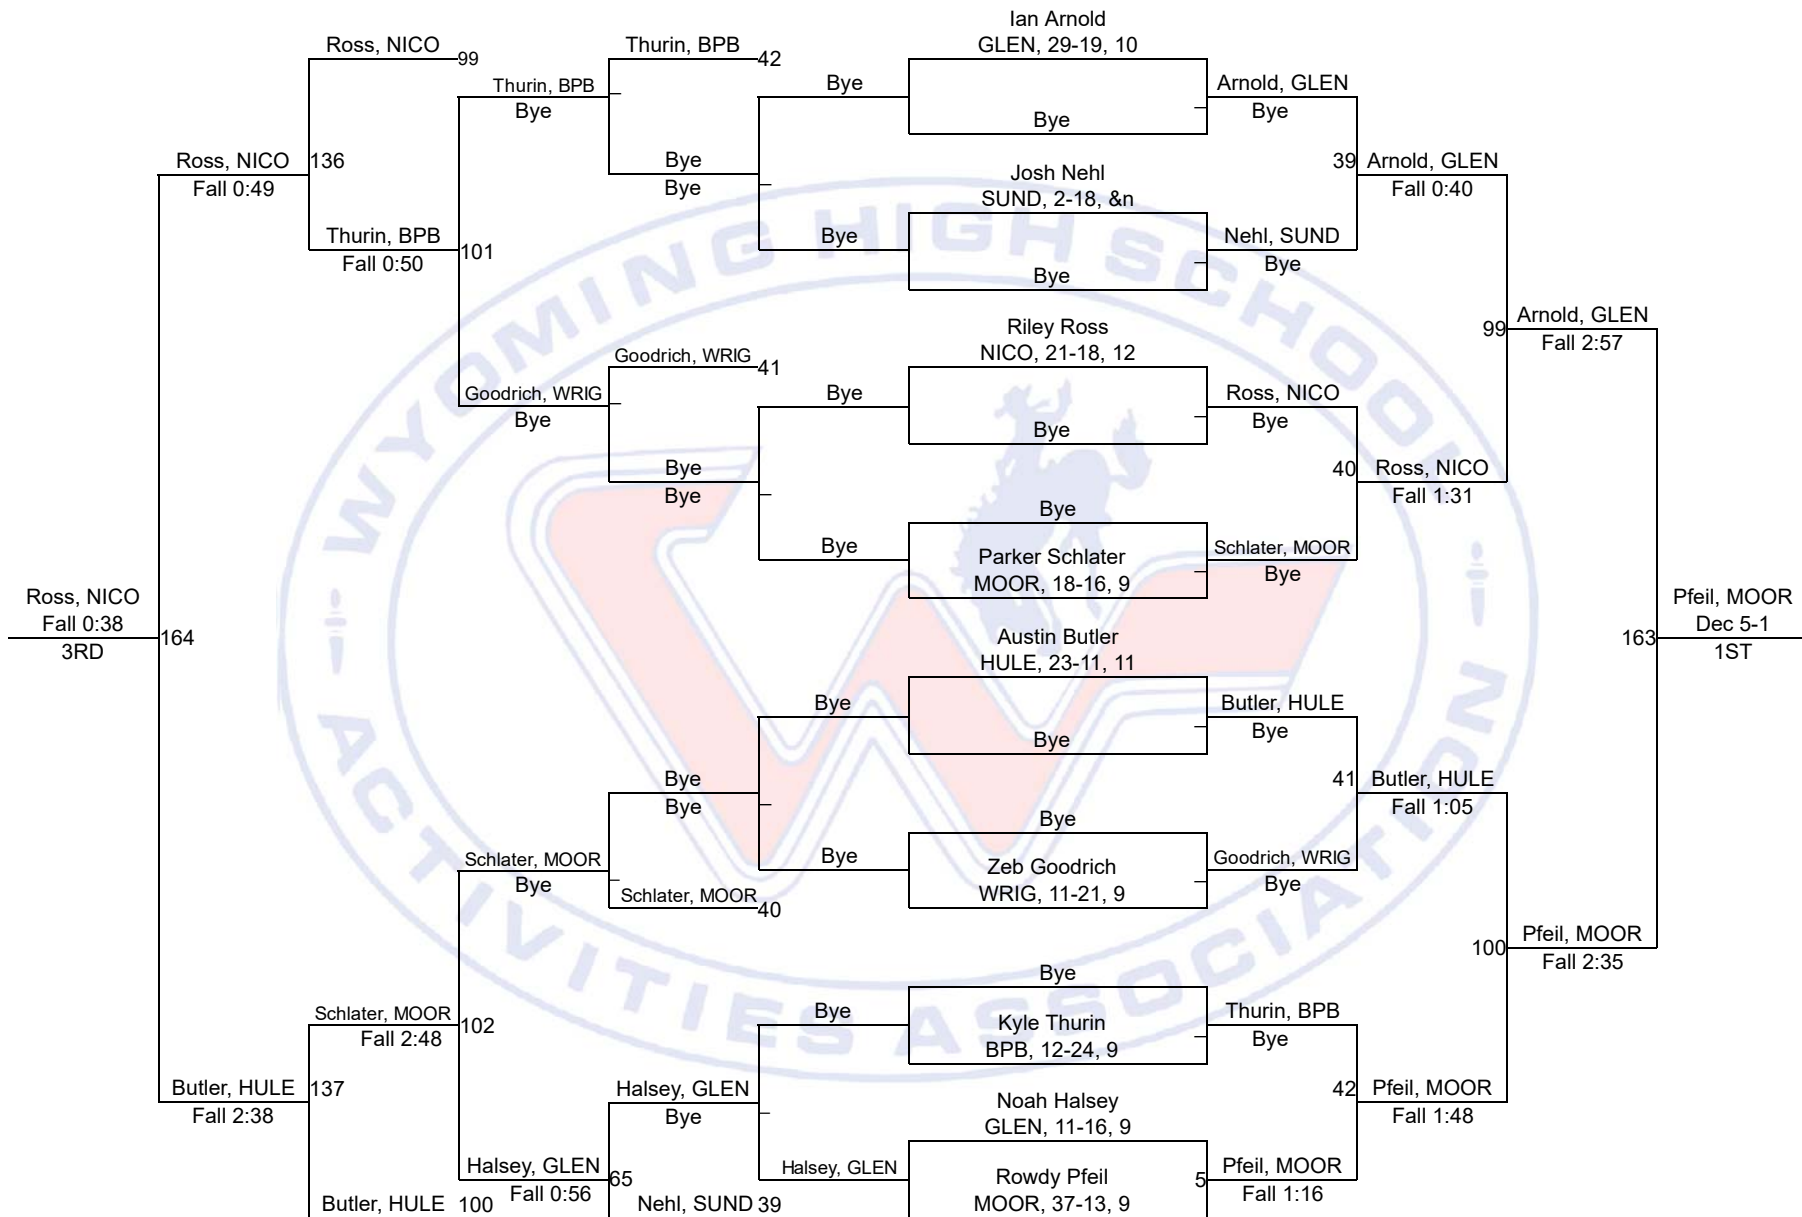 Ian Arnold
GLEN, 29-19, 10
Ross, NICO
99
Thurin, BPB
42
Thurin, BPB
Bye
Bye
Bye
Arnold, GLEN
Bye
Ross, NICO
Fall 0:49
136
Bye
Bye
Josh Nehl
SUND, 2-18, &n
39
Arnold, GLEN
Fall 0:40
Thurin, BPB
Fall 0:50
101
Bye
Bye
Nehl, SUND
Bye
Riley Ross
NICO, 21-18, 12
99
Arnold, GLEN
Fall 2:57
Goodrich, WRIG
41
Goodrich, WRIG
Bye
Bye
Bye
Ross, NICO
Bye
Bye
Bye
40
Ross, NICO
Fall 1:31
Bye
Bye
Parker Schlater
MOOR, 18-16, 9
Schlater, MOOR
Bye
Ross, NICO
Fall 0:38
3RD
164
163
Pfeil, MOOR
Dec 5-1
1ST
Austin Butler
HULE, 23-11, 11
Bye
Bye
Butler, HULE
Bye
Bye
Bye
41
Butler, HULE
Fall 1:05
Schlater, MOOR
Bye
Schlater, MOOR
40
Bye
Bye
Zeb Goodrich
WRIG, 11-21, 9
Goodrich, WRIG
Bye
100
Pfeil, MOOR
Fall 2:35
Schlater, MOOR
Fall 2:48
102
Bye
Bye
Kyle Thurin
BPB, 12-24, 9
Thurin, BPB
Bye
Butler, HULE
Fall 2:38
137
Halsey, GLEN
Bye
Noah Halsey
GLEN, 11-16, 9
42
Pfeil, MOOR
Fall 1:48
Halsey, GLEN
Fall 0:56
65
Halsey, GLEN
Rowdy Pfeil
MOOR, 37-13, 9
5
Pfeil, MOOR
Fall 1:16
Butler, HULE
100
Nehl, SUND
39
WYOMING HIGH SCHOOL
ACTIVITIES ASSOCIATION